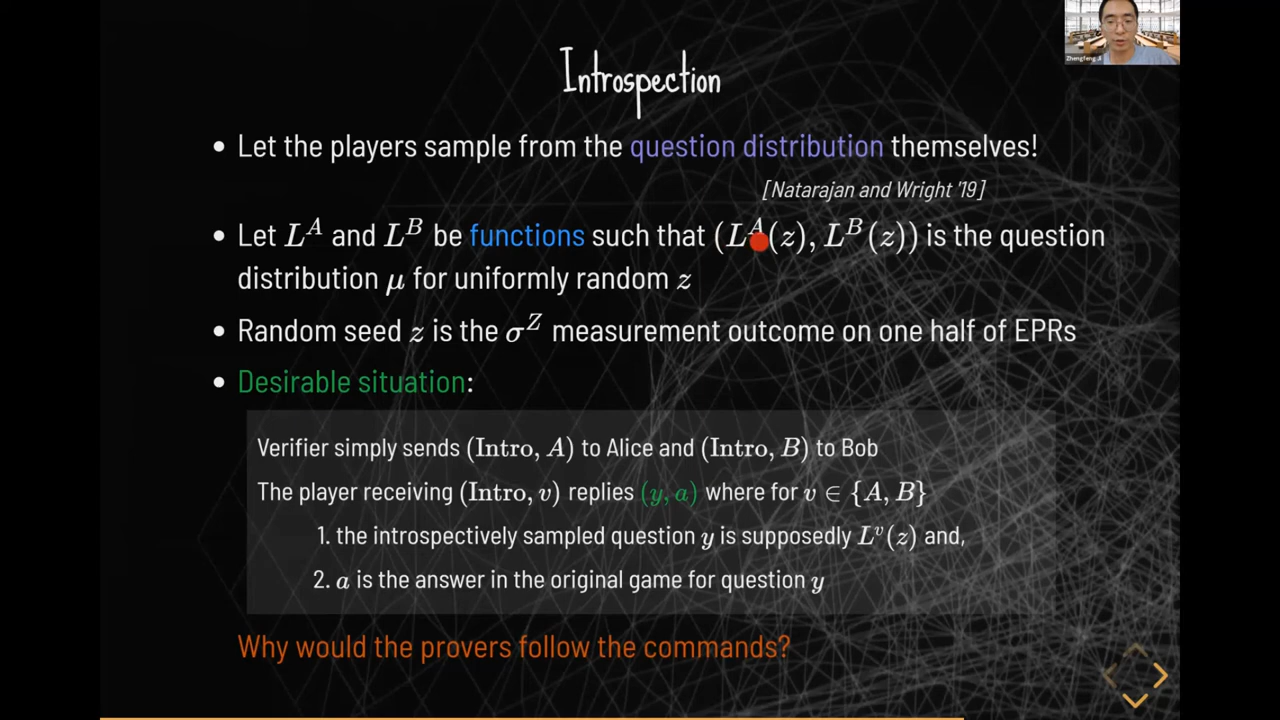 Introspection
Zhengfeng Ji
• Let the players sample from the question distribution themselves!
[Natarajan and Wright '19]
• Let L^A and L^B be functions such that (L^A(z), L^B(z)) is the question
distribution μ for uniformly random z
• Random seed z is the σ^Z measurement outcome on one half of EPRs
• Desirable situation:
Verifier simply sends (Intro, A) to Alice and (Intro, B) to Bob
The player receiving (Intro, v) replies (y, a) where for v ∈ {A, B}
1. the introspectively sampled question y is supposedly L^v(z) and,
2. a is the answer in the original game for question y
Why would the provers follow the commands?